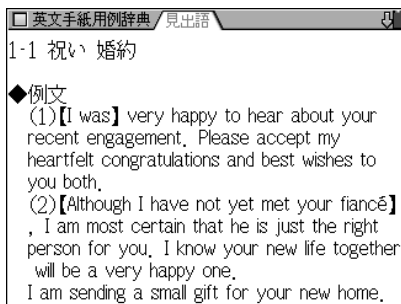 英文手紙用例辞典 見出語
1-1 祝い 婚約
◆例文
(1)【I was】 very happy to hear about your
recent engagement. Please accept my
heartfelt congratulations and best wishes to
you both.
(2)【Although I have not yet met your fiancé】
, I am most certain that he is just the right
person for you. I know your new life together
will be a very happy one.
I am sending a small gift for your new home.